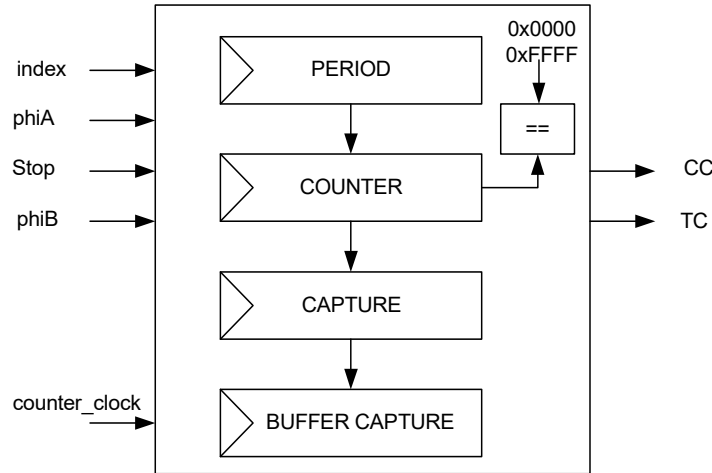 0x0000
0xFFFF
index
PERIOD
phiA
==
Stop
CC
COUNTER
phiB
TC
CAPTURE
counter_clock
BUFFER CAPTURE